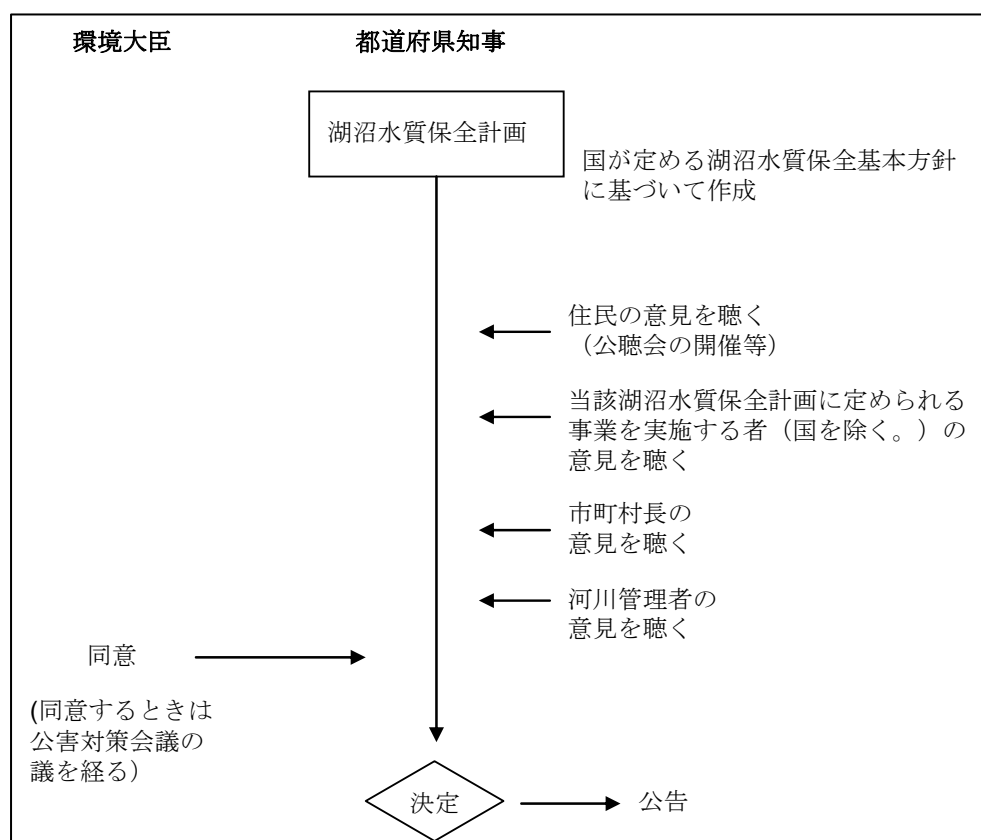 環境大臣
都道府県知事
湖沼水質保全計画
国が定める湖沼水質保全基本方針
に基づいて作成
住民の意見を聴く
（公聴会の開催等）
当該湖沼水質保全計画に定められる
事業を実施する者（国を除く。）の
意見を聴く
市町村長の
意見を聴く
河川管理者の
意見を聴く
同意
(同意するときは
公害対策会議の
議を経る）
決定
公告